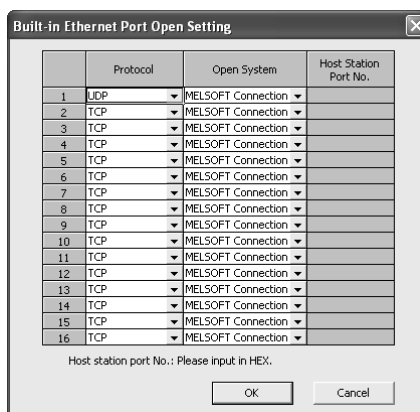 Built-in Ethernet Port Open Setting
Protocol Open System Host Station Port No.
1 UDP MELSOFT Connection
2 TCP MELSOFT Connection
3 TCP MELSOFT Connection
4 TCP MELSOFT Connection
5 TCP MELSOFT Connection
6 TCP MELSOFT Connection
7 TCP MELSOFT Connection
8 TCP MELSOFT Connection
9 TCP MELSOFT Connection
10 TCP MELSOFT Connection
11 TCP MELSOFT Connection
12 TCP MELSOFT Connection
13 TCP MELSOFT Connection
14 TCP MELSOFT Connection
15 TCP MELSOFT Connection
16 TCP MELSOFT Connection
Host station port No.: Please input in HEX.
OK Cancel